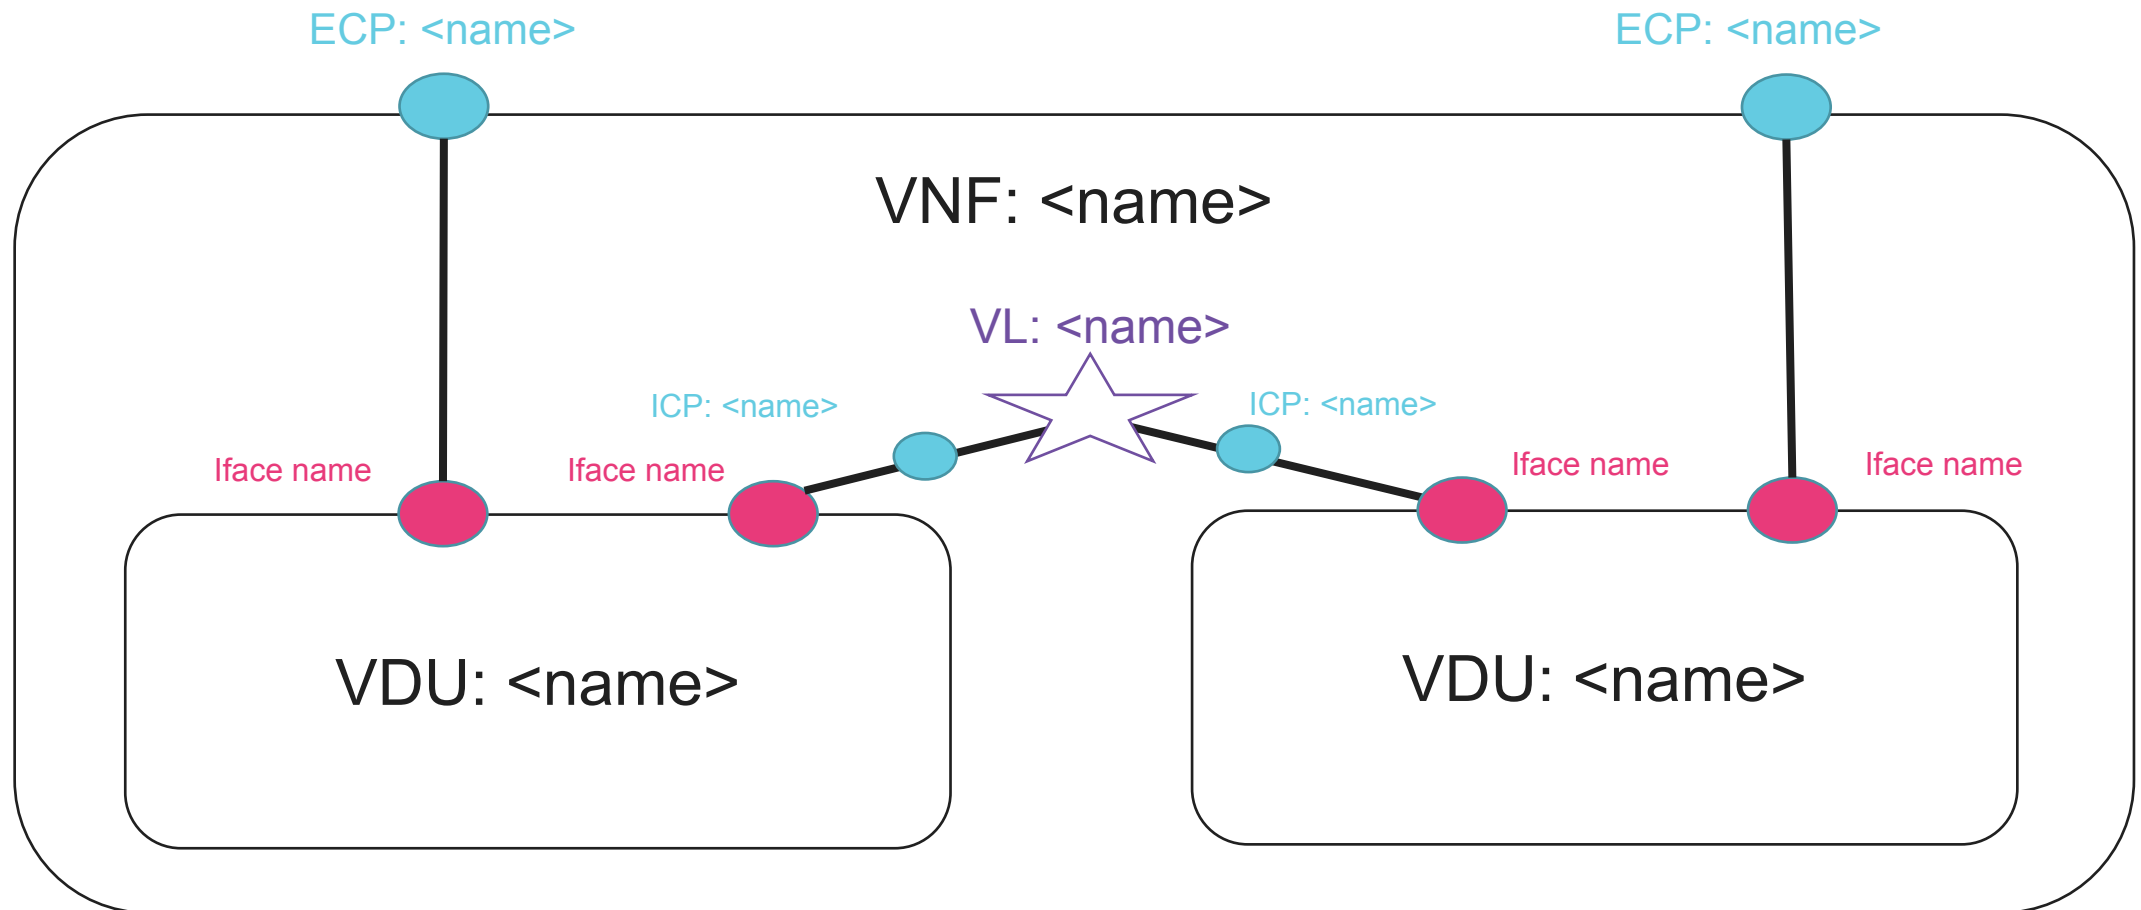 ECP: <name>
ECP: <name>
VNF: <name>
VL: <name>
ICP: <name>
ICP: <name>
Iface name
Iface name
Iface name
Iface name
VDU: <name>
VDU: <name>